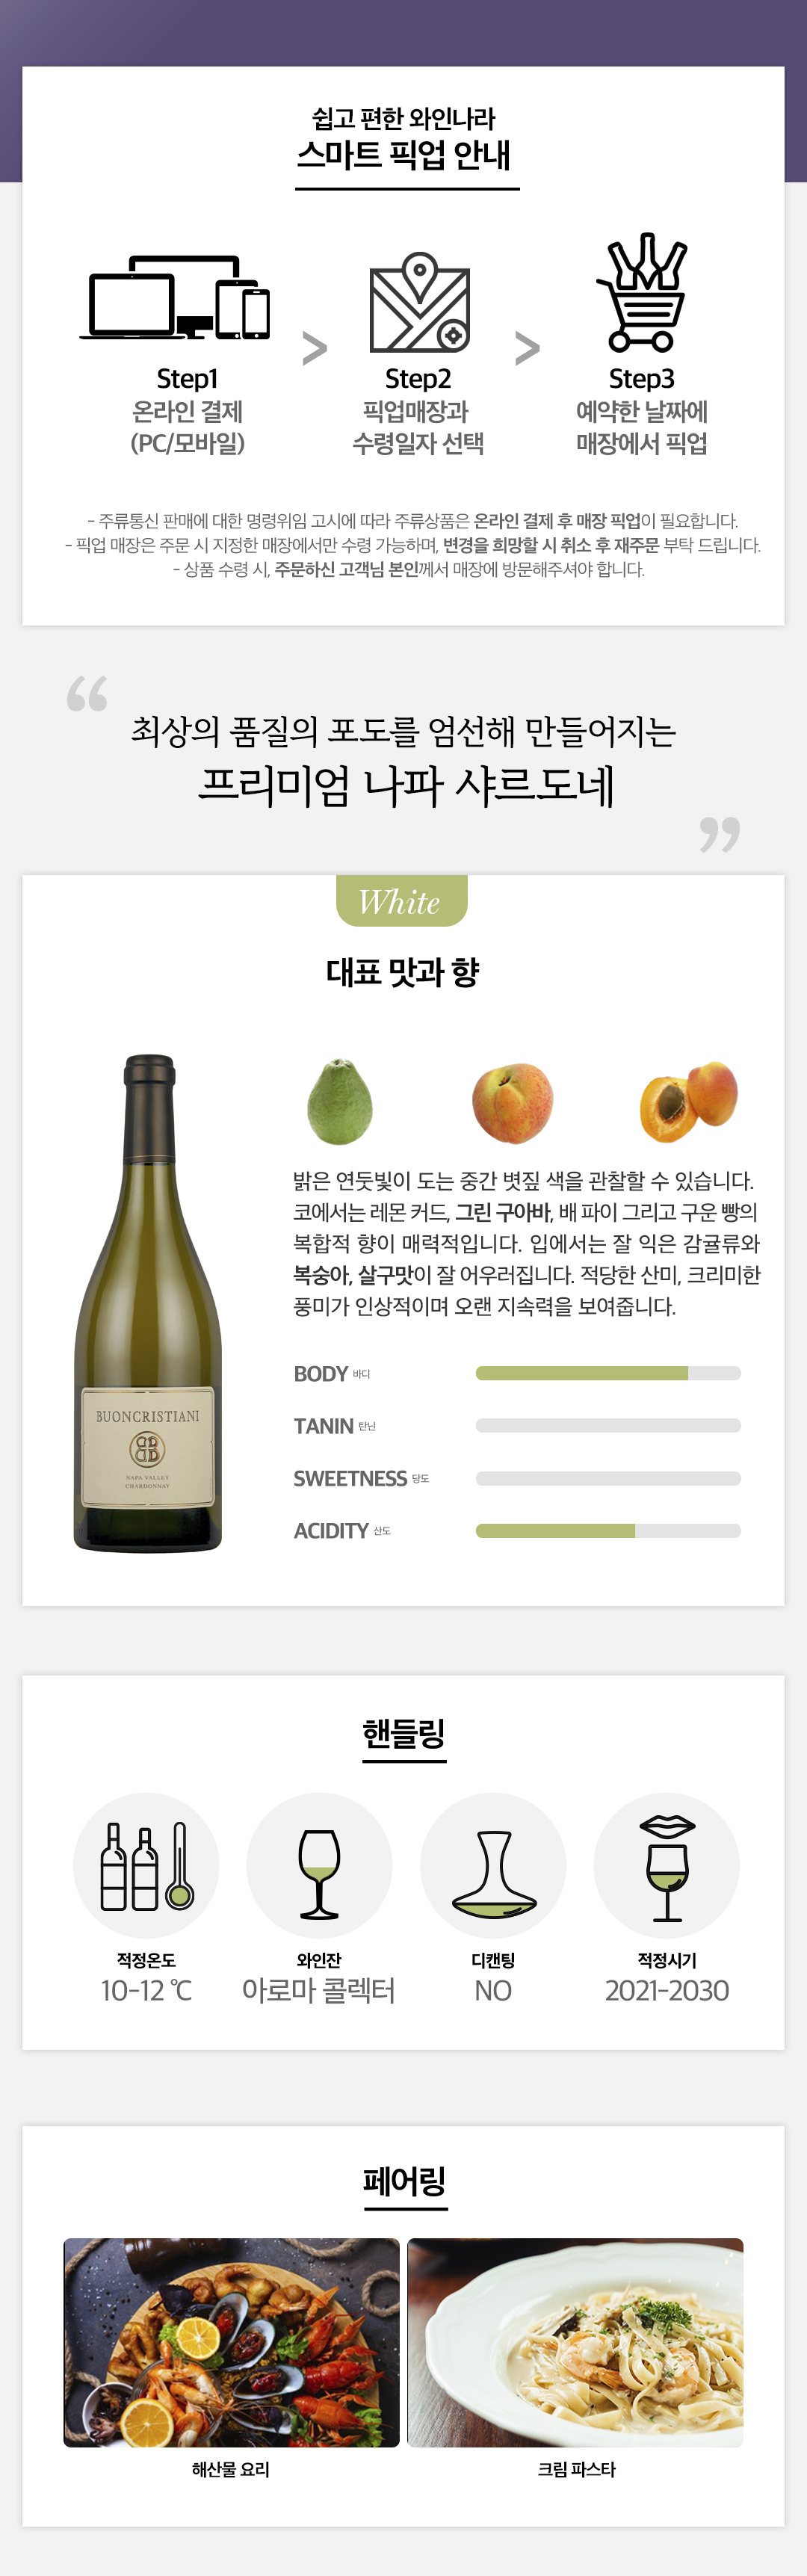 쉽고 편한 와인나라
스마트 픽업 안내
Step1
온라인 결제
(PC/모바일)
>
Step2
픽업매장과
수령일자 선택
>
Step3
예약한 날짜에
매장에서 픽업
- 주류통신 판매에 대한 명령위임 고시에 따라 주류상품은 온라인 결제 후 매장 픽업이 필요합니다.
- 픽업 매장은 주문 시 지정한 매장에서만 수령 가능하며, 변경을 희망할 시 취소 후 재주문 부탁 드립니다.
- 상품 수령 시, 주문하신 고객님 본인께서 매장에 방문해주셔야 합니다.
“
최상의 품질의 포도를 엄선해 만들어지는
프리미엄 나파 샤르도네
”
White
대표 맛과 향
밝은 연둣빛이 도는 중간 볏짚 색을 관찰할 수 있습니다.
코에서는 레몬 커드, 그린 구아바, 배 파이 그리고 구운 빵의
복합적 향이 매력적입니다. 입에서는 잘 익은 감귤류와
복숭아, 살구맛이 잘 어우러집니다. 적당한 산미, 크리미한
풍미가 인상적이며 오랜 지속력을 보여줍니다.
BUONCRISTIANI
NAPA VALLEY
CHARDONNAY
BODY 바디
TANIN 탄닌
SWEETNESS 당도
ACIDITY 산도
핸들링
적정온도
10-12 ℃
와인잔
아로마 콜렉터
디캔팅
NO
적정시기
2021-2030
페어링
해산물 요리
크림 파스타